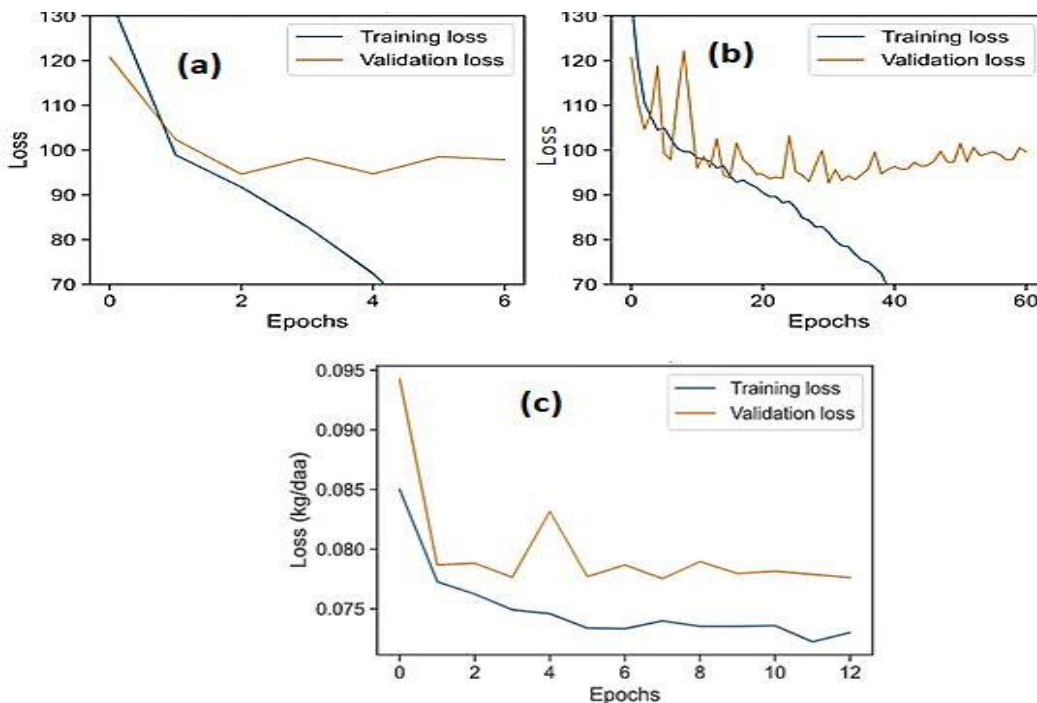 130
120
110
100
90
80
70
Loss
(a)
Training loss
Validation loss
0 2 4 6
Epochs
130
120
110
100
90
80
70
Loss
(b)
Training loss
Validation loss
0 20 40 60
Epochs
0.095
0.090
0.085
0.080
0.075
Loss (kg/daa)
(c)
Training loss
Validation loss
0 2 4 6 8 10 12
Epochs